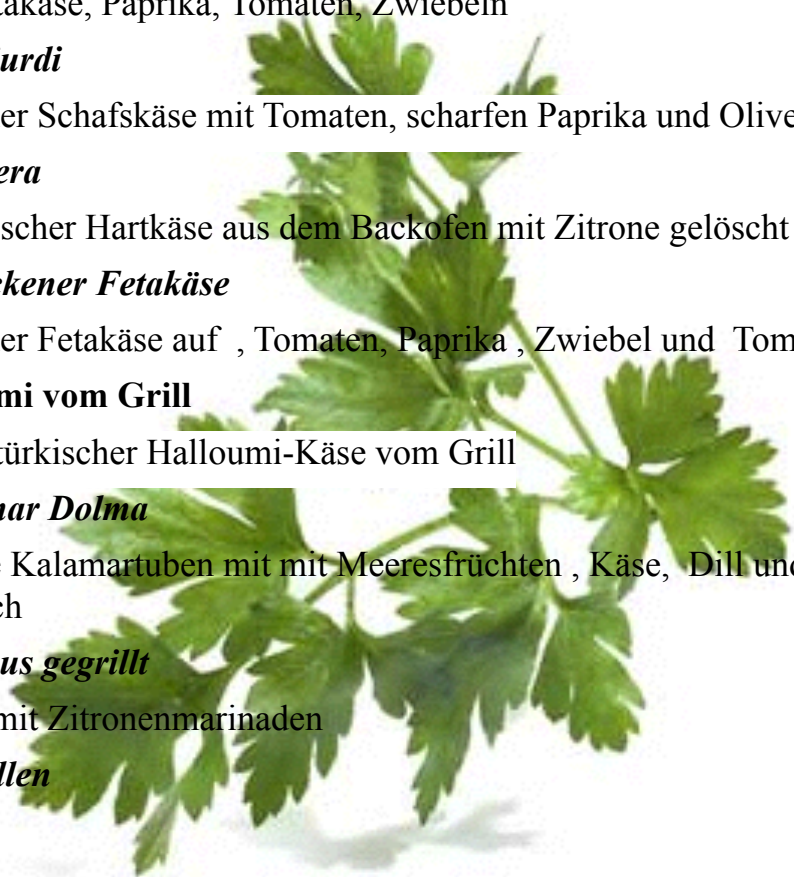 takäse, Paprika, Tomaten, Zwiebeln
urdi
er Schafskäse mit Tomaten, scharfen Paprika und Olive
era
scher Hartkäse aus dem Backofen mit Zitrone gelöscht
ckener Fetakäse
er Fetakäse auf , Tomaten, Paprika , Zwiebel und Tom
mi vom Grill
türkischer Halloumi-Käse vom Grill
nar Dolma
e Kalamartuben mit mit Meeresfrüchten , Käse, Dill und
ch
us gegrillt
mit Zitronenmarinaden
llen